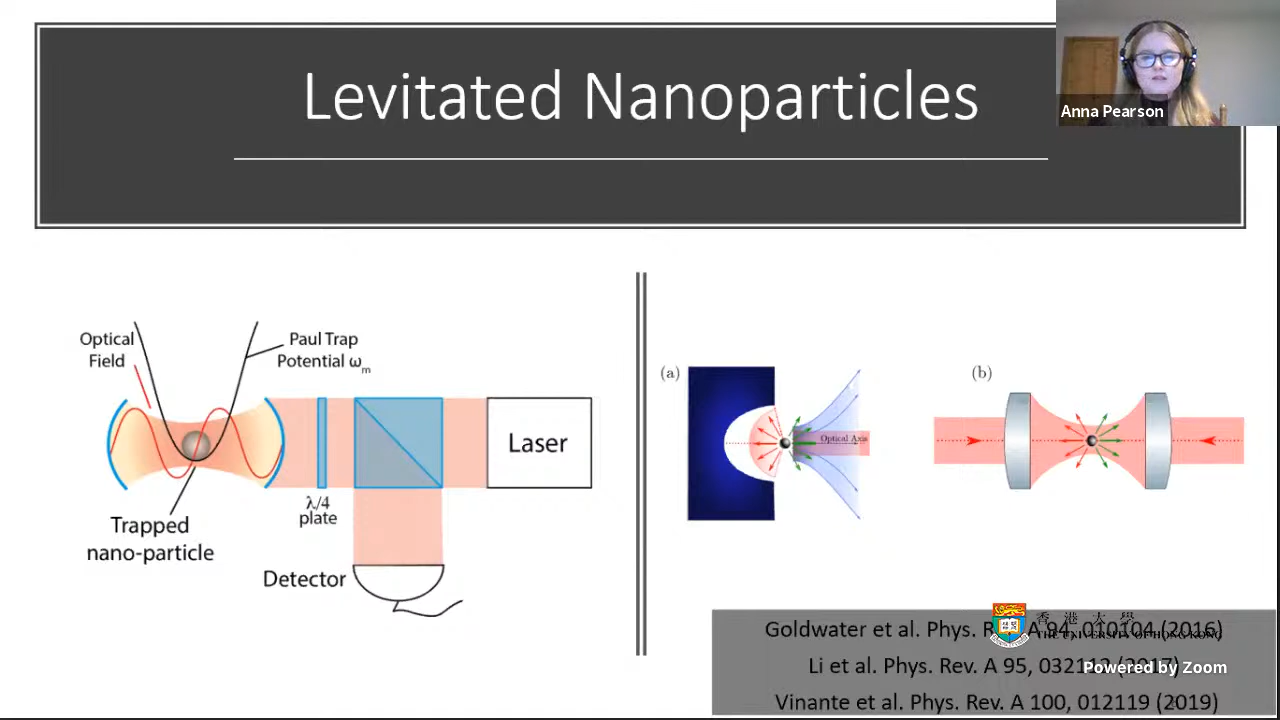 Levitated Nanoparticles
Anna Pearson
Optical
Field
Paul Trap
Potential ωm
Laser
λ/4
plate
Trapped
nano-particle
Detector
(a)
Optical Axis
(b)
Goldwater et al. Phys. Rev. A 94, 010104 (2016)
香港大學
THE UNIVERSITY OF HONG KONG
Li et al. Phys. Rev. A 95, 032112 (2017)
Powered by Zoom
Vinante et al. Phys. Rev. A 100, 012119 (2019)